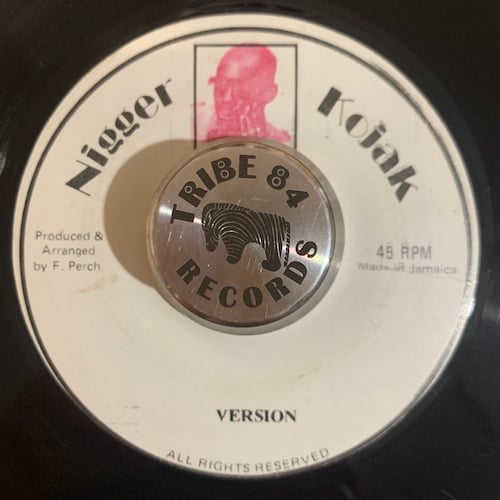 Nigger Kojak
TRIBE 84
RECORDS
Produced &
Arranged
by F. Perch
45 RPM
Made in Jamaica
VERSION
ALL RIGHTS RESERVED